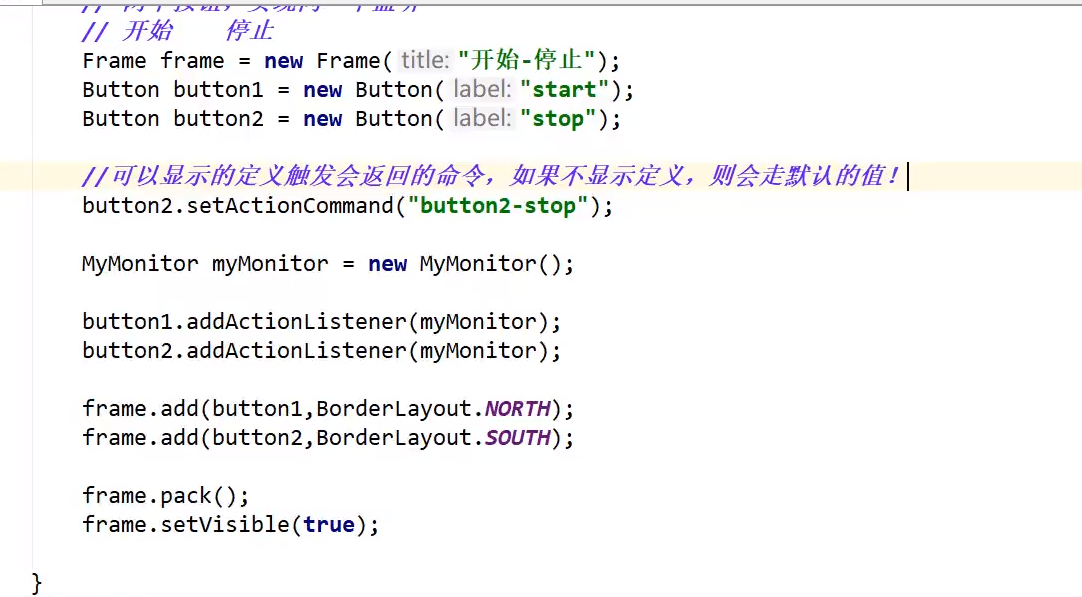 // 开始    停止
Frame frame = new Frame( title: "开始-停止");
Button button1 = new Button( label: "start");
Button button2 = new Button( label: "stop");
//可以显示的定义触发会返回的命令，如果不显示定义，则会走默认的值！
button2.setActionCommand("button2-stop");
MyMonitor myMonitor = new MyMonitor();
button1.addActionListener(myMonitor);
button2.addActionListener(myMonitor);
frame.add(button1,BorderLayout.NORTH);
frame.add(button2,BorderLayout.SOUTH);
frame.pack();
frame.setVisible(true);
}